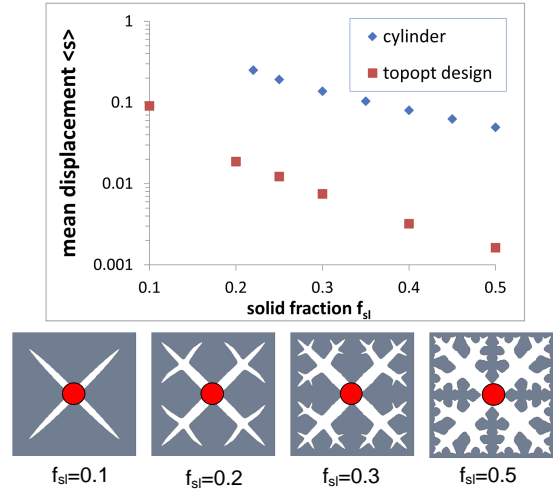 mean displacement <s>
1
0.1
0.01
0.001
cylinder
topopt design
0.1 0.2 0.3 0.4 0.5
solid fraction fsl
fsl=0.1 fsl=0.2 fsl=0.3 fsl=0.5